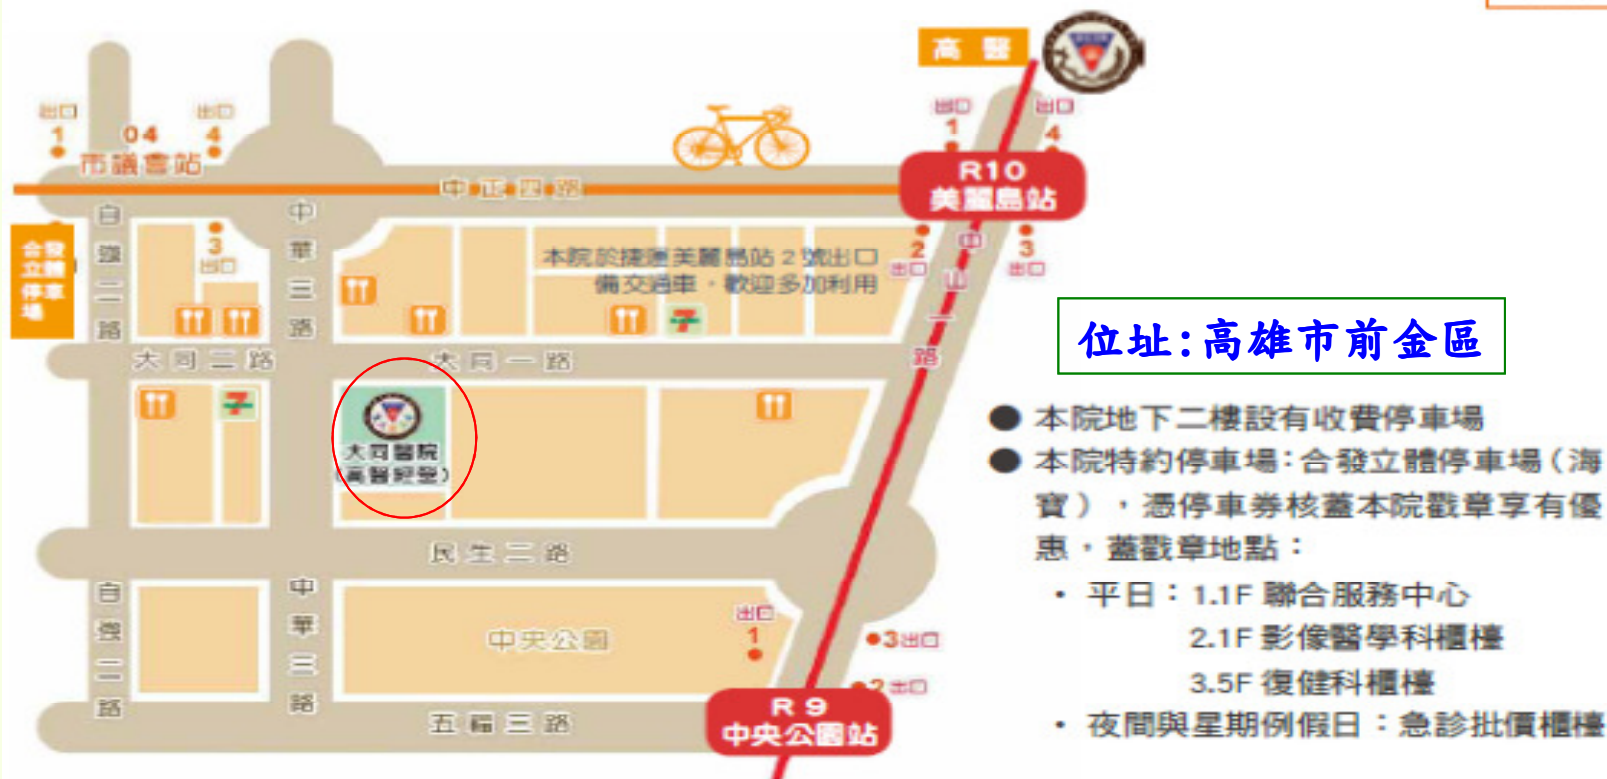 高醫
出口
1
04
市議會站
出口
4
出口
1
出口
4
R10
美麗島站
中正四路
自強二路
中華三路
合發立體停車場
3
出口
本院於捷運美麗島站2號出口
備交通車，歡迎多加利用
2
出口
3
出口
中山一路
大同二路
大同一路
位址:高雄市前金區
大同醫院
(高醫經營)
● 本院地下二樓設有收費停車場
● 本院特約停車場：合發立體停車場（海
寶），憑停車券核蓋本院戳章享有優
惠，蓋戳章地點：
• 平日：1.1F 聯合服務中心
2.1F 影像醫學科櫃檯
3.5F 復健科櫃檯
• 夜間與星期例假日：急診批價櫃檯
民生二路
自強二路
中華三路
中央公園
出口
1
3出口
2出口
五福三路
R9
中央公園站